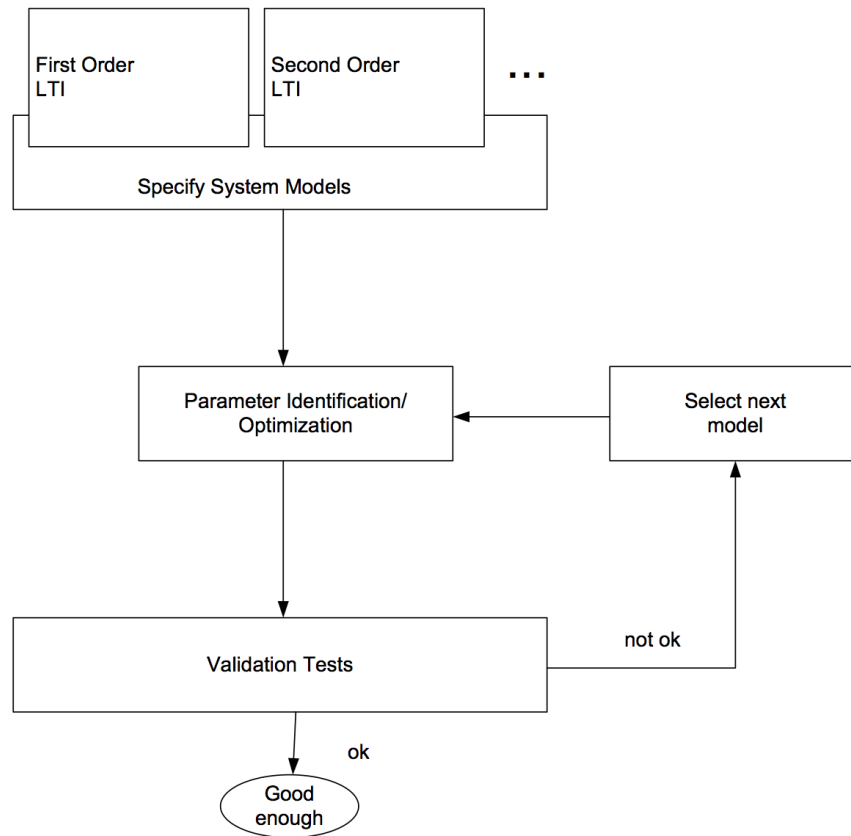 First Order
LTI
Second Order
LTI
...
Specify System Models
Parameter Identification/
Optimization
Select next
model
Validation Tests
not ok
ok
Good
enough